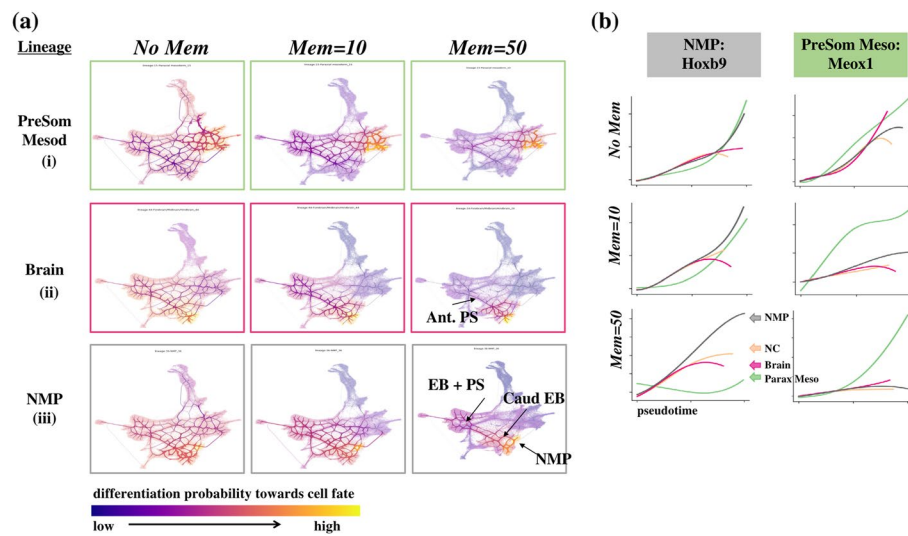 (a)
Lineage
No Mem
Mem=10
Mem=50
PreSom
Mesod
(i)
Brain
(ii)
Ant. PS
NMP
(iii)
EB + PS
Caud EB
NMP
differentiation probability towards cell fate
low
high
(b)
NMP:
Hoxb9
PreSom Meso:
Meox1
No Mem
Mem=10
Mem=50
NMP
NC
Brain
Parax Meso
pseudotime